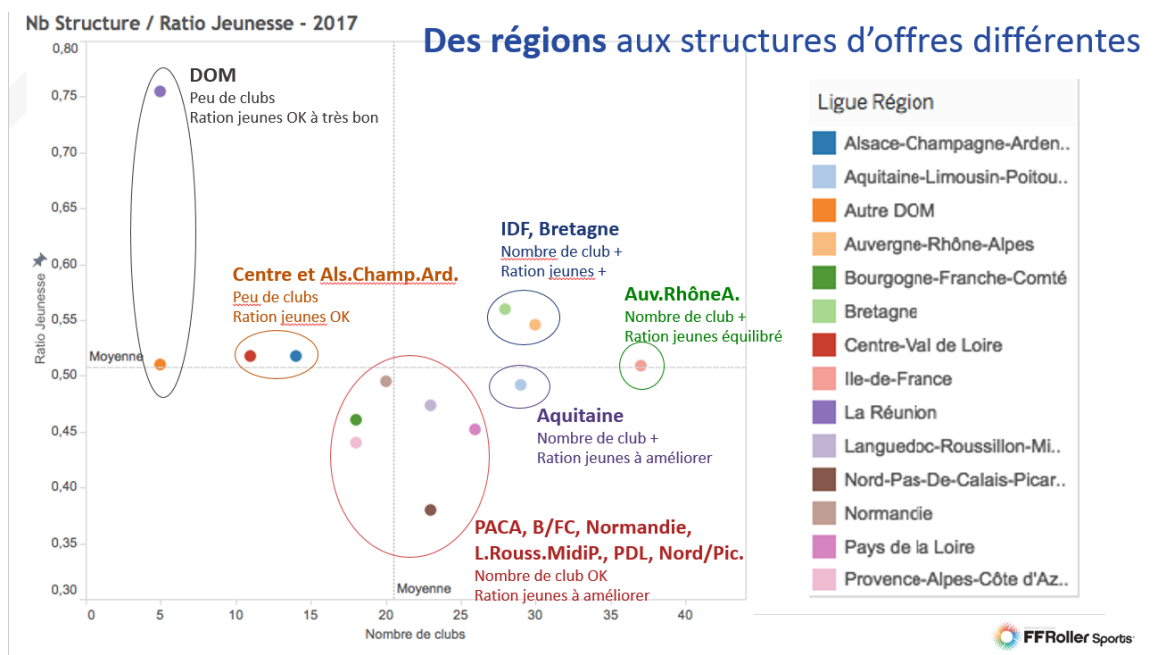 Nb Structure / Ratio Jeunesse - 2017
Des régions aux structures d'offres différentes
0,80
0,75
0,70
0,65
0,60
0,55
0,50
0,45
0,40
0,35
0,30
Ratio Jeunesse
DOM
Peu de clubs
Ration jeunes OK à très bon
IDF, Bretagne
Nombre de club +
Ration jeunes +
Centre et Als.Champ.Ard.
Peu de clubs
Ration jeunes OK
Auv.RhôneA.
Nombre de club +
Ration jeunes équilibré
Moyenne
Aquitaine
Nombre de club +
Ration jeunes à améliorer
PACA, B/FC, Normandie,
L.Rouss.MidiP., PDL, Nord/Pic.
Nombre de club OK
Ration jeunes à améliorer
Moyenne
0 5 10 15 20 25 30 35 40
Nombre de clubs
Ligue Région
Alsace-Champagne-Arden..
Aquitaine-Limousin-Poitou..
Autre DOM
Auvergne-Rhône-Alpes
Bourgogne-Franche-Comté
Bretagne
Centre-Val de Loire
Ile-de-France
La Réunion
Languedoc-Roussillon-Mi..
Nord-Pas-De-Calais-Picar..
Normandie
Pays de la Loire
Provence-Alpes-Côte d'Az..
FFRoller Sports